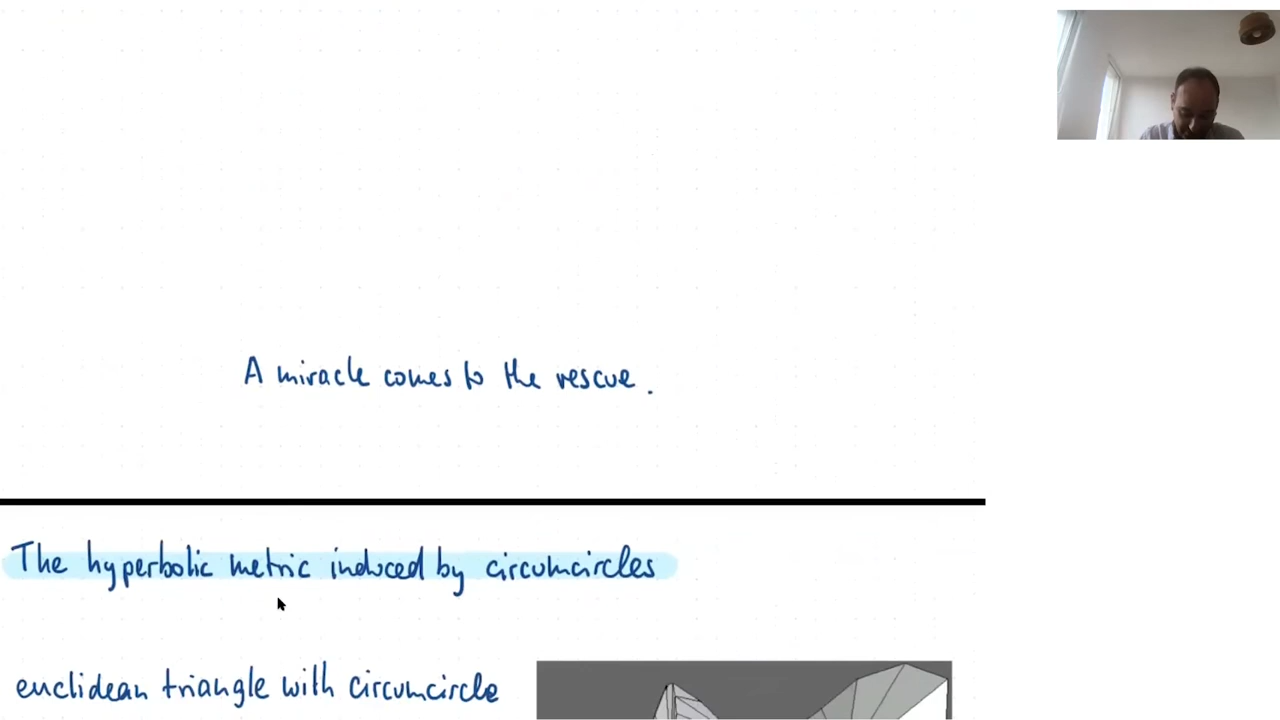 A miracle comes to the rescue.
The hyperbolic metric induced by circumcircles
euclidean triangle with circumcircle